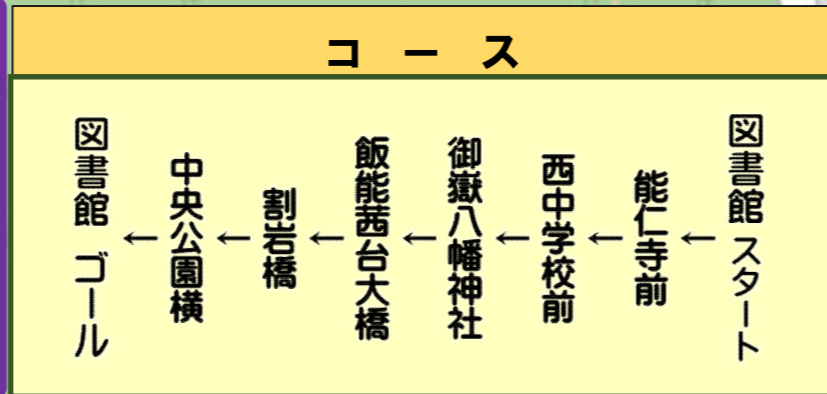 コース
図書館 スタート
←
能仁寺前
←
西中学校前
←
御嶽八幡神社
←
飯能茜台大橋
←
割岩橋
←
中央公園横
←
図書館 ゴール